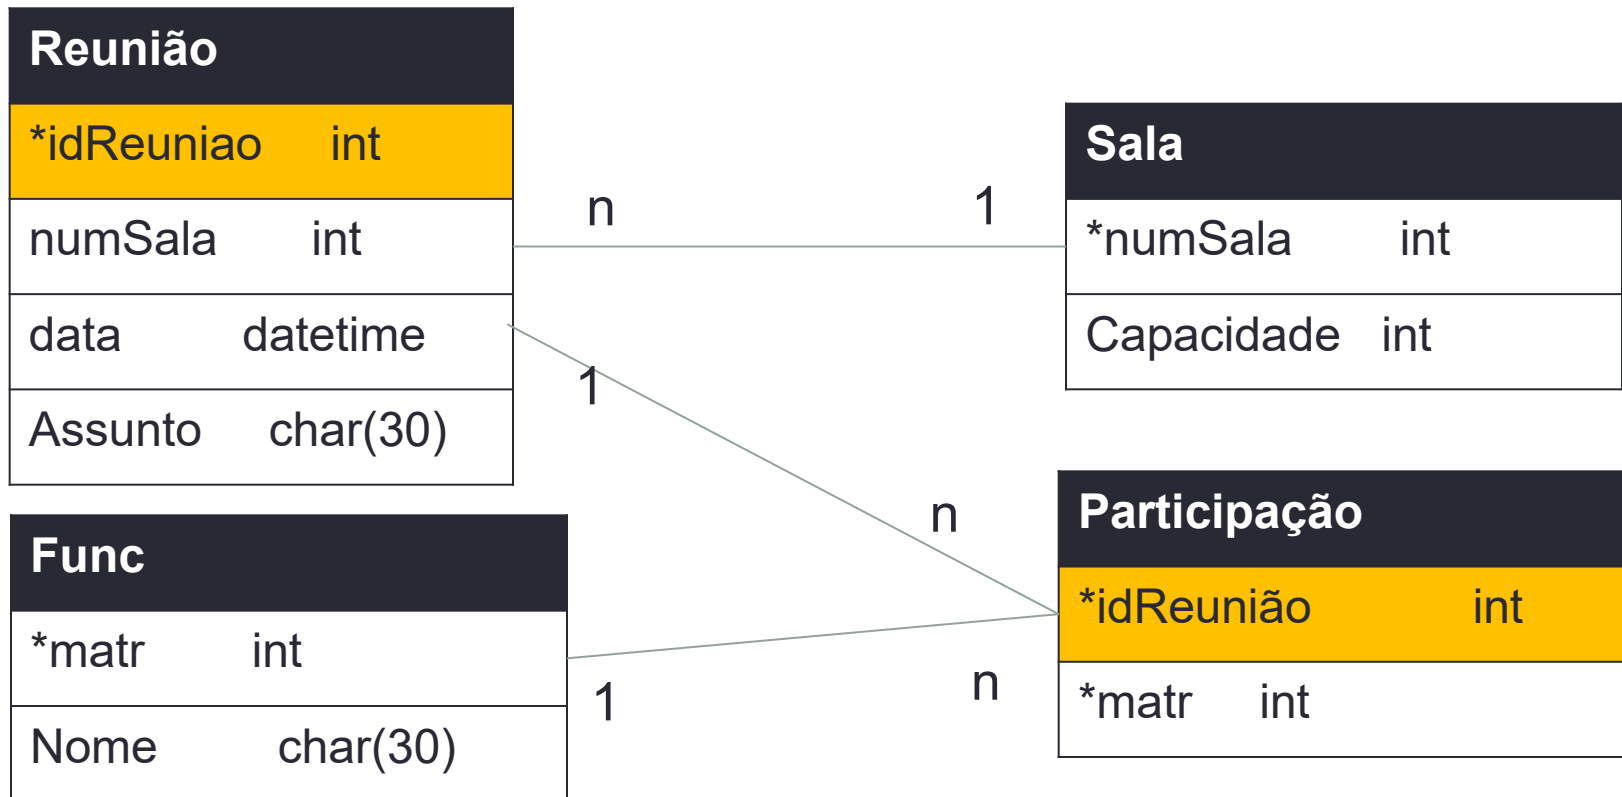 Reunião
*idReuniao int
numSala int
data datetime
Assunto char(30)
n 1
Sala
*numSala int
Capacidade int
1
n
Func
*matr int
Nome char(30)
1 n
Participação
*idReunião int
*matr int